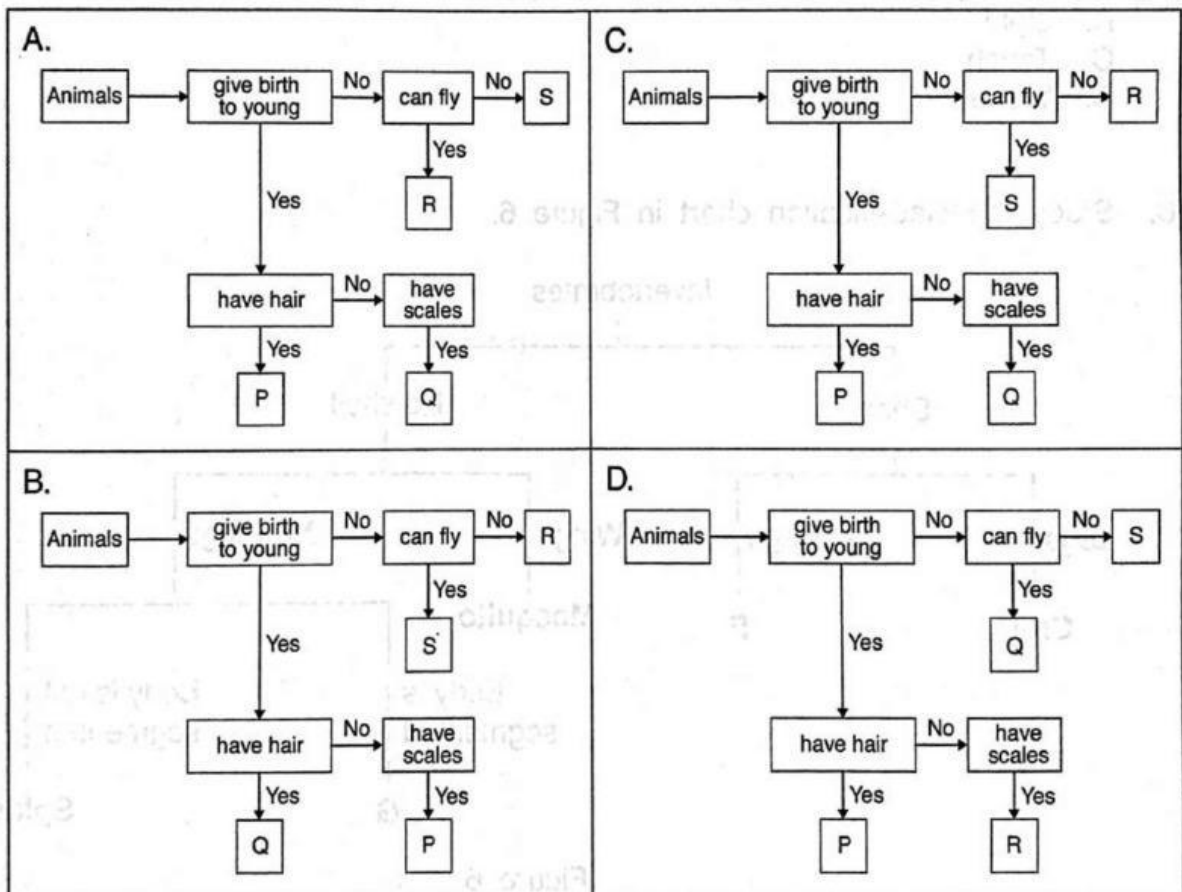 A.
Animals
give birth
to young
No
can fly
No
S
Yes
Yes
R
have hair
No
have
scales
Yes
Yes
P
Q
C.
Animals
give birth
to young
No
can fly
No
R
Yes
Yes
S
have hair
No
have
scales
Yes
Yes
P
Q
B.
Animals
give birth
to young
No
can fly
No
R
Yes
Yes
S
have hair
No
have
scales
Yes
Yes
Q
P
D.
Animals
give birth
to young
No
can fly
No
S
Yes
Yes
Q
have hair
No
have
scales
Yes
Yes
P
R